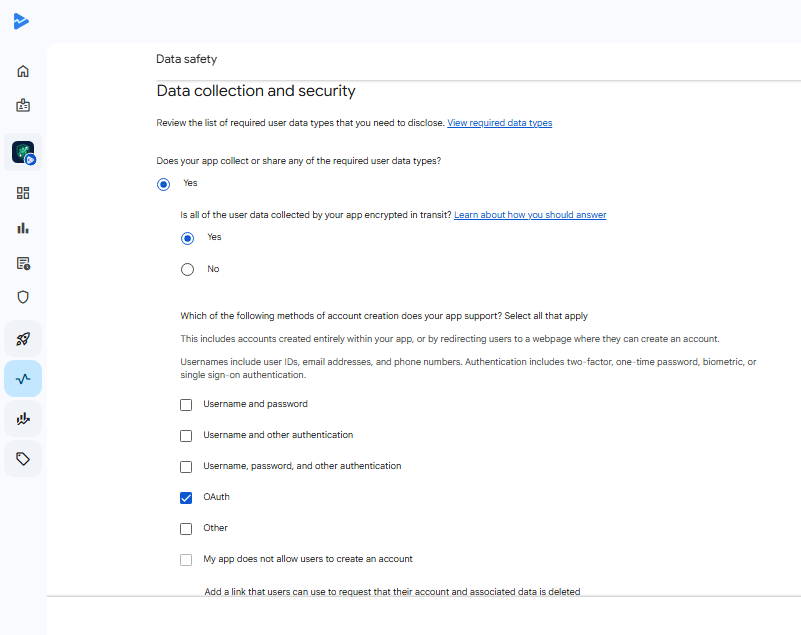 Data safety
Data collection and security
Review the list of required user data types that you need to disclose. View required data types
Does your app collect or share any of the required user data types?
Yes
Is all of the user data collected by your app encrypted in transit? Learn about how you should answer
Yes
No
Which of the following methods of account creation does your app support? Select all that apply
This includes accounts created entirely within your app, or by redirecting users to a webpage where they can create an account.
Usernames include user IDs, email addresses, and phone numbers. Authentication includes two-factor, one-time password, biometric, or
single sign-on authentication.
Username and password
Username and other authentication
Username, password, and other authentication
OAuth
Other
My app does not allow users to create an account
Add a link that users can use to request that their account and associated data is deleted